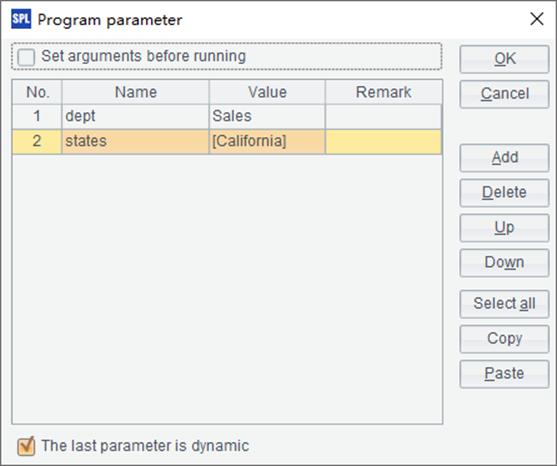 SPL Program parameter
Set arguments before running
OK
Cancel
No. Name Value Remark
1 dept Sales
2 states [California]
Add
Delete
Up
Down
Select all
Copy
Paste
The last parameter is dynamic